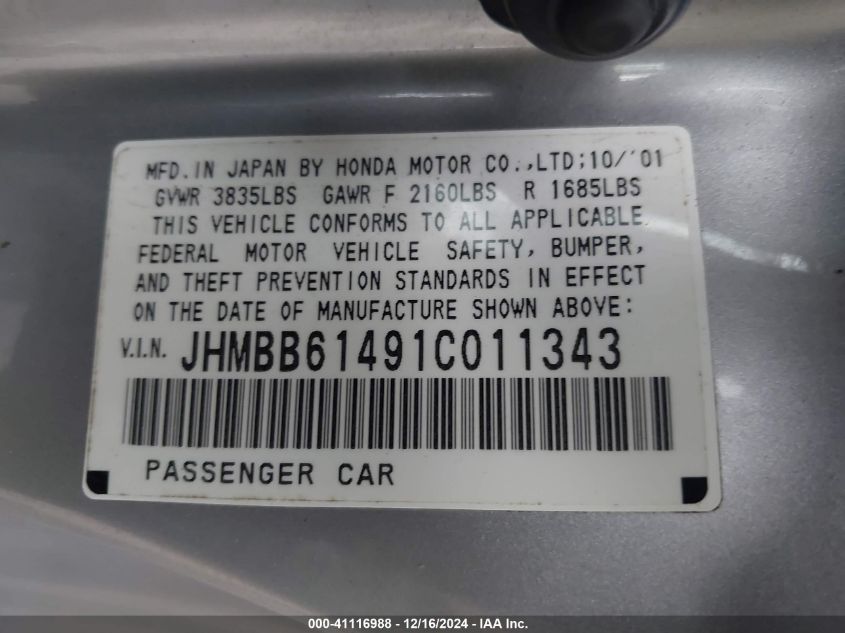 MFD. IN JAPAN BY HONDA MOTOR CO.,LTD;10/'01
GVWR 3835LBS GAWR F 2160LBS R 1685LBS
THIS VEHICLE CONFORMS TO ALL APPLICABLE
FEDERAL MOTOR VEHICLE SAFETY, BUMPER,
AND THEFT PREVENTION STANDARDS IN EFFECT
ON THE DATE OF MANUFACTURE SHOWN ABOVE:
V.I.N. JHMBB61491C011343
PASSENGER CAR
000-41116988 - 12/16/2024 - IAA Inc.